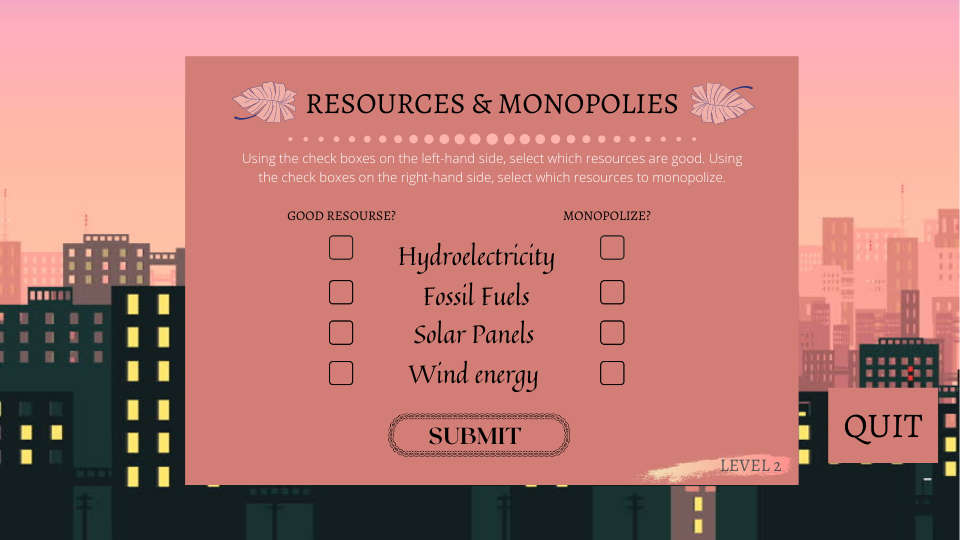 RESOURCES & MONOPOLIES
Using the check boxes on the left-hand side, select which resources are good. Using
the check boxes on the right-hand side, select which resources to monopolize.
GOOD RESOURSE? MONOPOLIZE?
Hydroelectricity
Fossil Fuels
Solar Panels
Wind energy
SUBMIT
QUIT
LEVEL 2